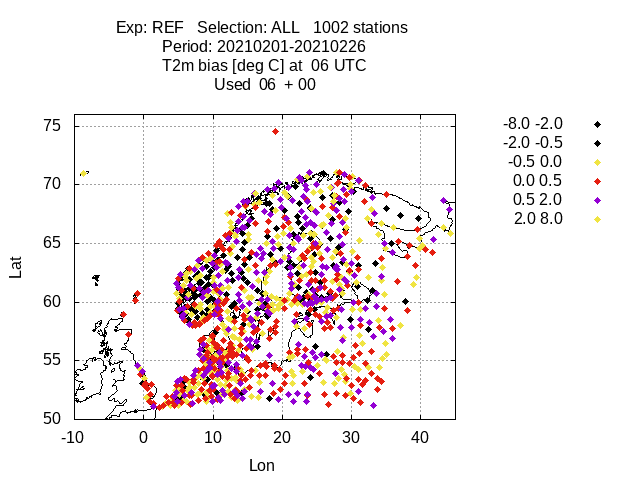 Exp: REF   Selection: ALL   1002 stations
Period: 20210201-20210226
T2m bias [deg C] at  06 UTC
Used  06  + 00
-8.0 -2.0
-2.0 -0.5
-0.5 0.0
0.0 0.5
0.5 2.0
2.0 8.0
75
70
65
60
55
50
Lat
-10 0 10 20 30 40
Lon